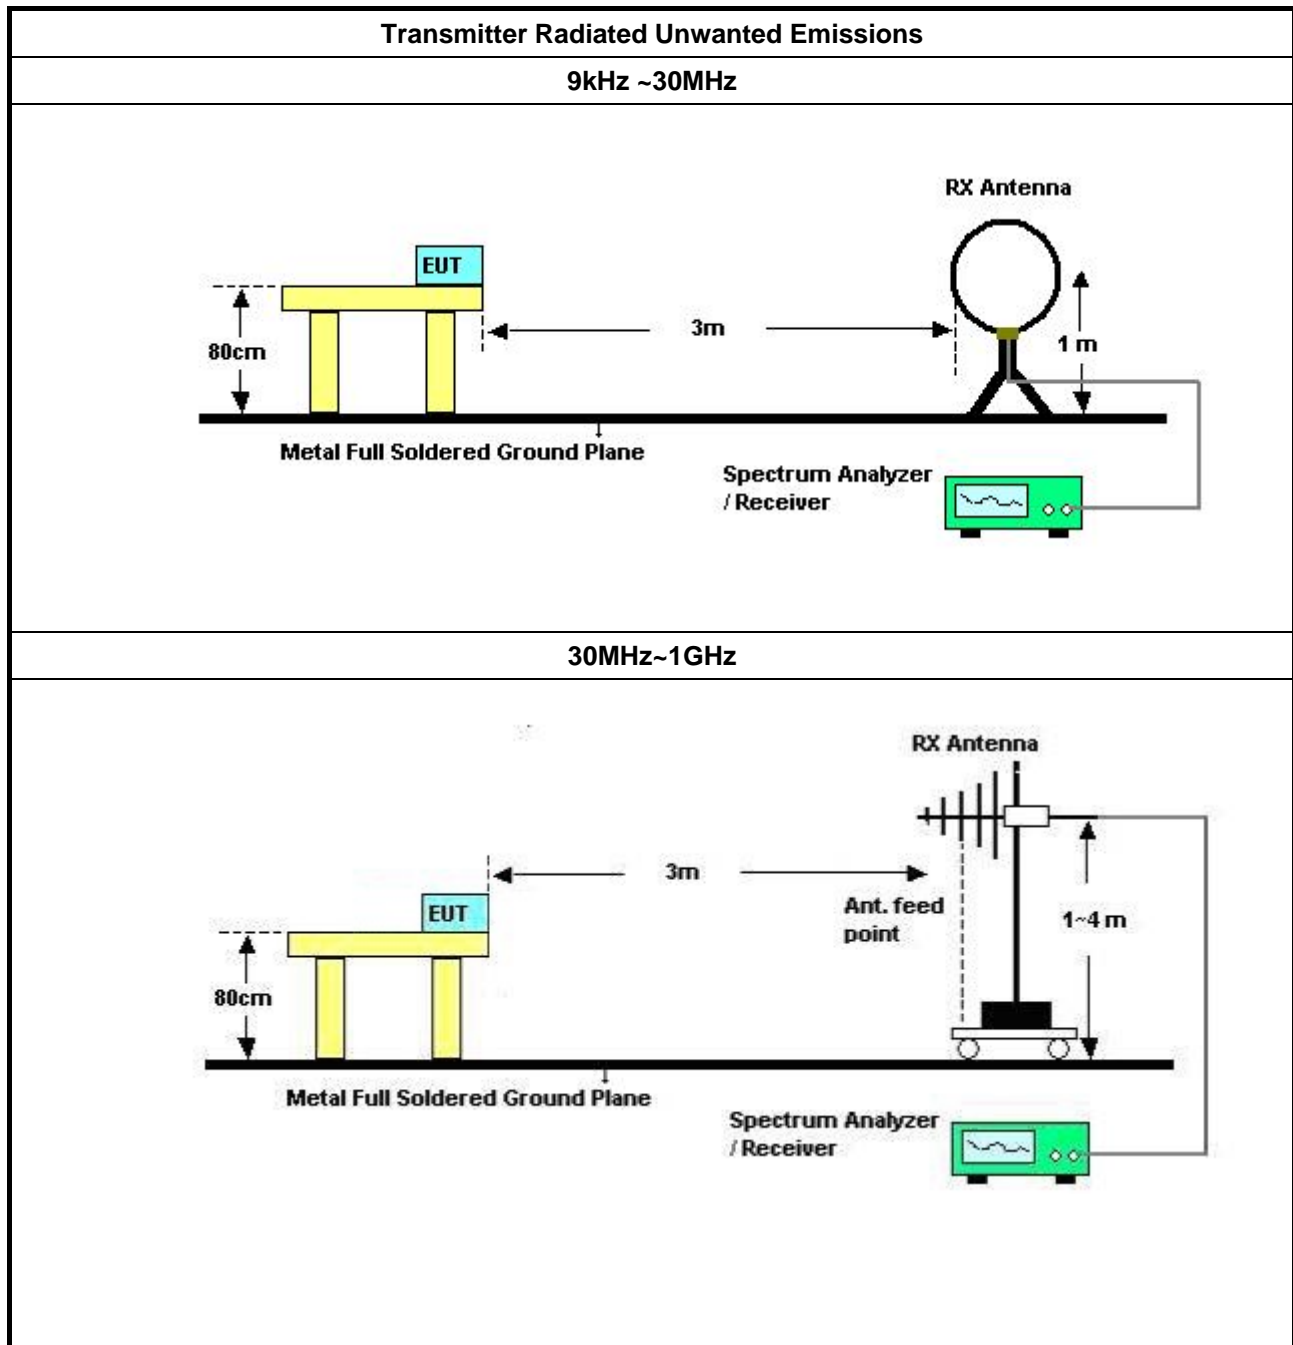 Transmitter Radiated Unwanted Emissions
9kHz ~30MHz
RX Antenna
EUT
3m
80cm
1 m
Metal Full Soldered Ground Plane
Spectrum Analyzer
/ Receiver
30MHz~1GHz
RX Antenna
3m
EUT
Ant. feed
point
1~4 m
80cm
Metal Full Soldered Ground Plane
Spectrum Analyzer
/ Receiver